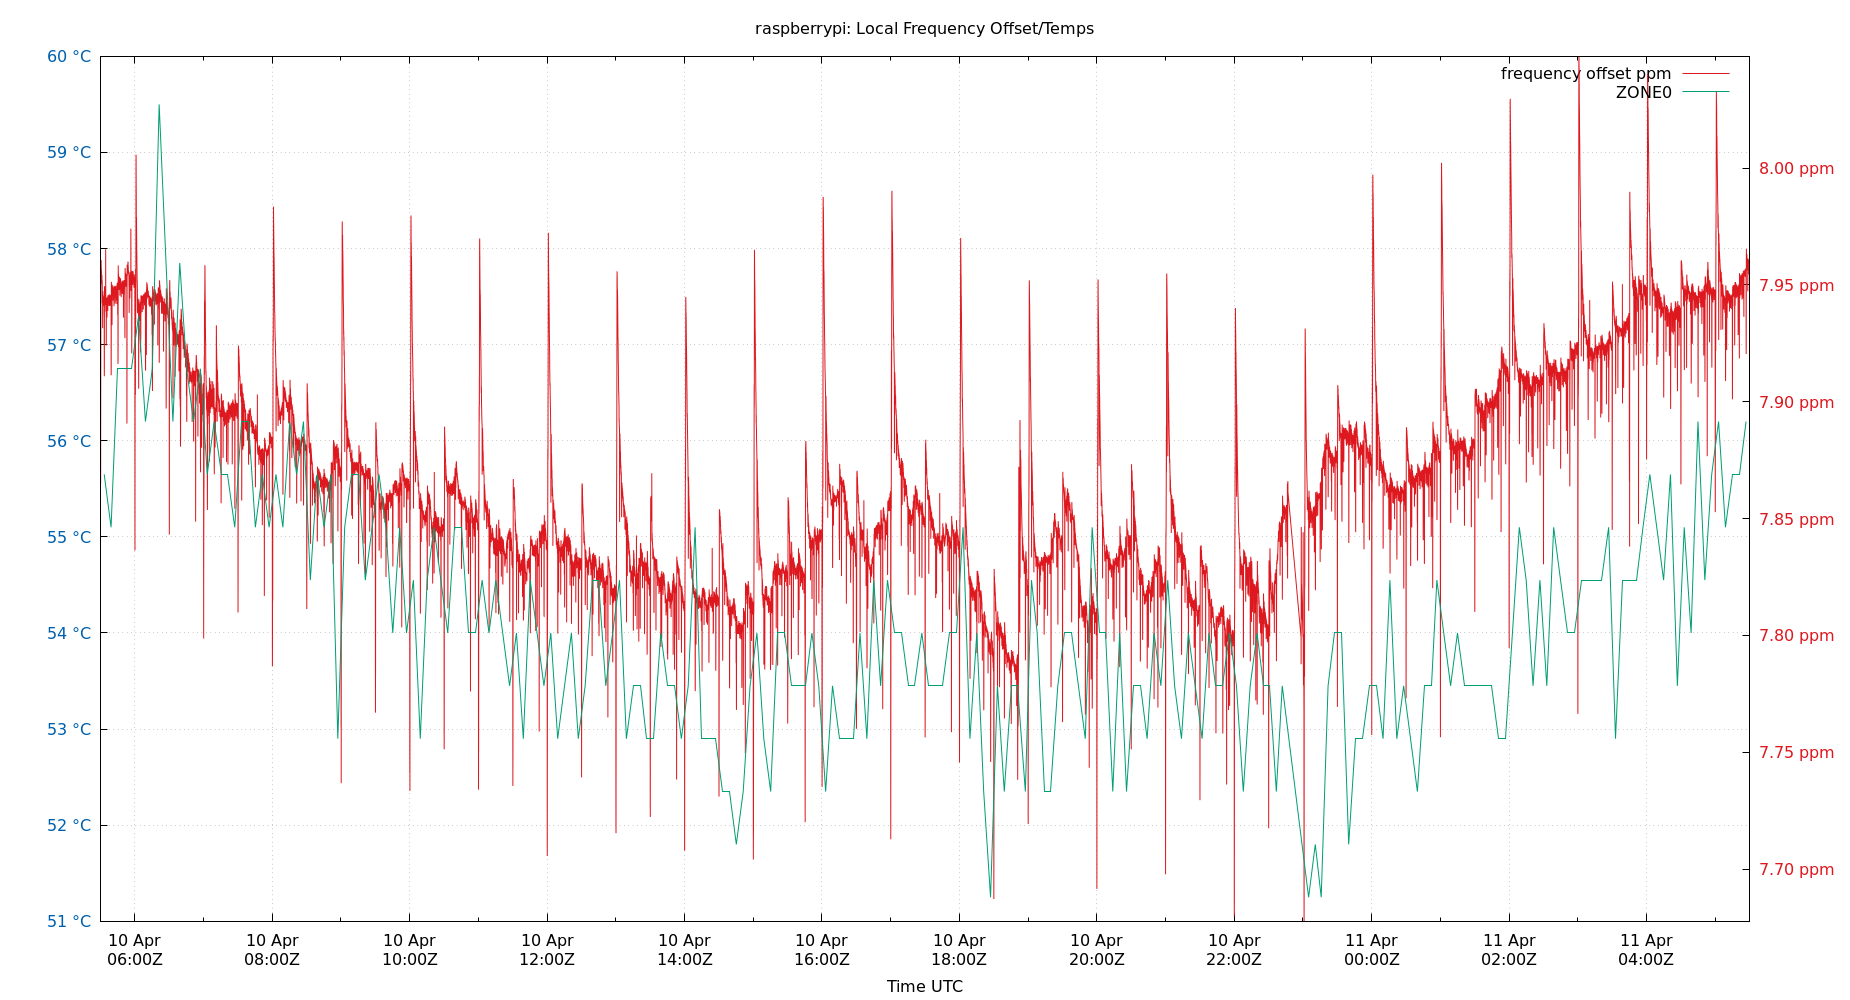 raspberrypi: Local Frequency Offset/Temps
frequency offset ppm
ZONE0
60 °C
59 °C
58 °C
57 °C
56 °C
55 °C
54 °C
53 °C
52 °C
51 °C
8.00 ppm
7.95 ppm
7.90 ppm
7.85 ppm
7.80 ppm
7.75 ppm
7.70 ppm
10 Apr 10 Apr 10 Apr 10 Apr 10 Apr 10 Apr 10 Apr 10 Apr 10 Apr 11 Apr 11 Apr 11 Apr
06:00Z 08:00Z 10:00Z 12:00Z 14:00Z 16:00Z 18:00Z 20:00Z 22:00Z 00:00Z 02:00Z 04:00Z
Time UTC